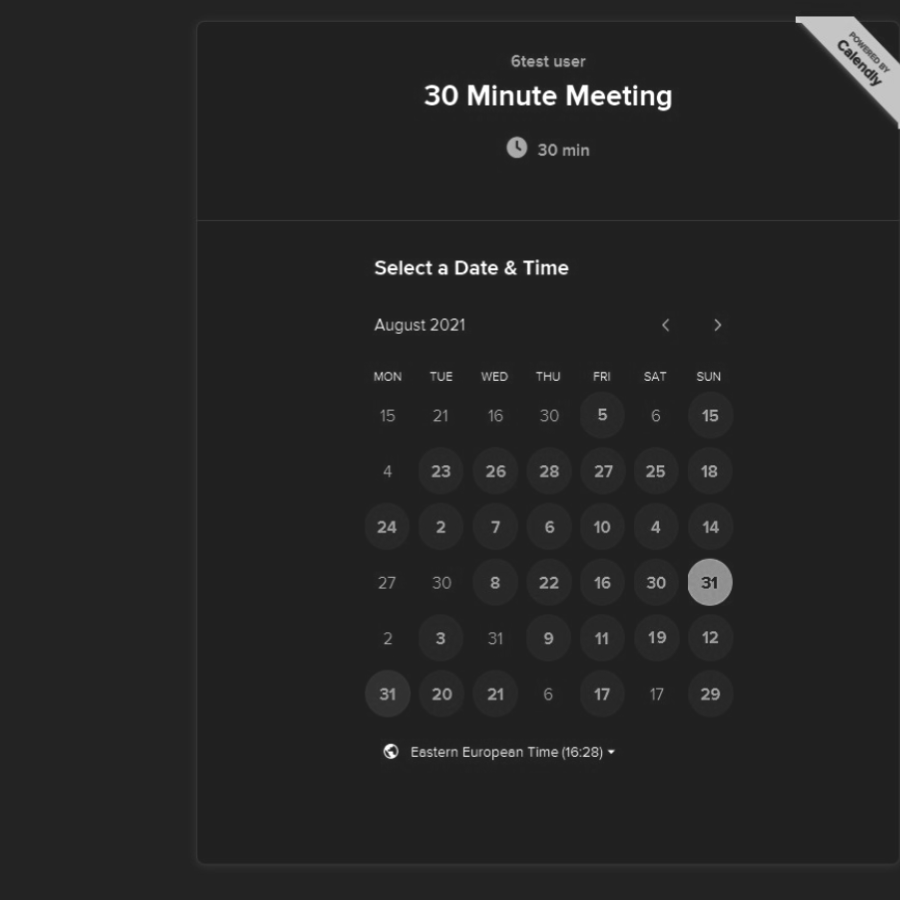 POWERED BY
Calendly
6test user
30 Minute Meeting
30 min
Select a Date & Time
August 2021
MON TUE WED THU FRI SAT SUN
15 21 16 30 5 6 15
4 23 26 28 27 25 18
24 2 7 6 10 4 14
27 30 8 22 16 30 31
2 3 31 9 11 19 12
31 20 21 6 17 17 29
Eastern European Time (16:28)